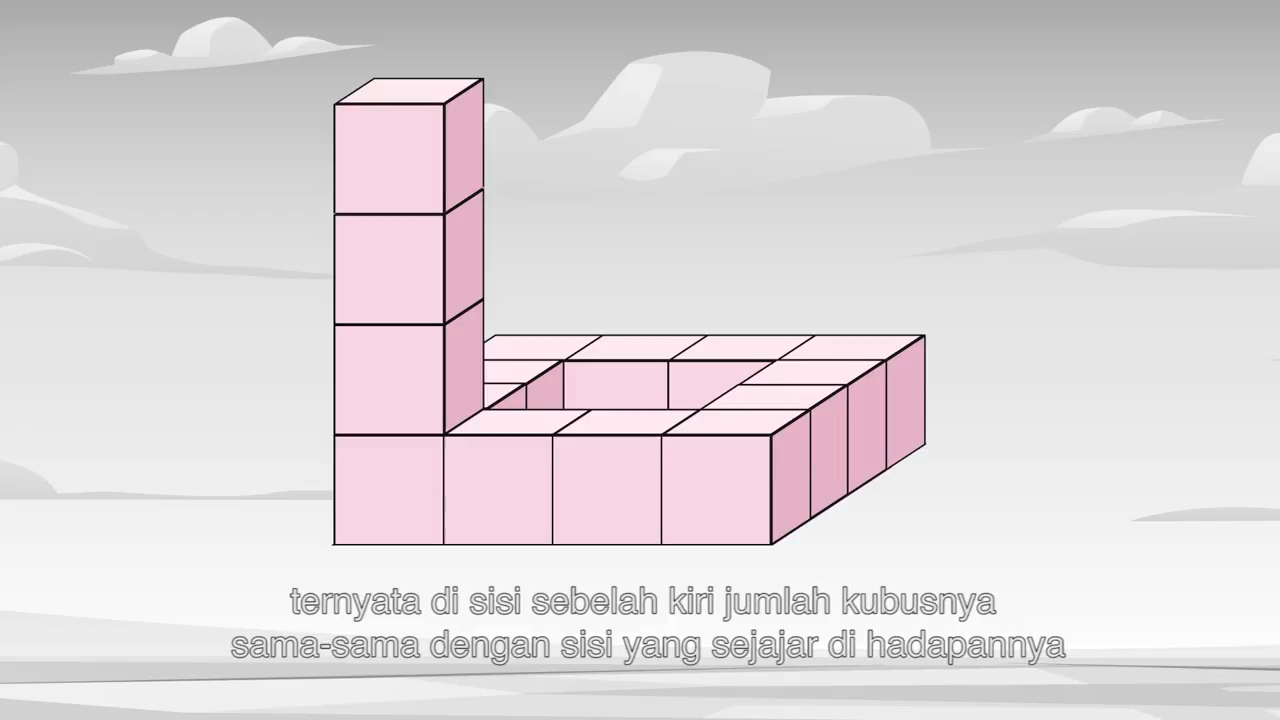 ternyata di sisi sebelah kiri jumlah kubusnya
sama-sama dengan sisi yang sejajar di hadapannya